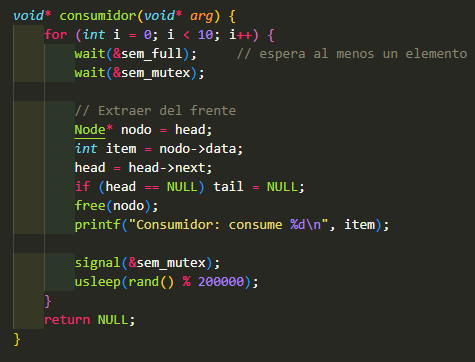 void* consumidor(void* arg) {
    for (int i = 0; i < 10; i++) {
        wait(&sem_full);     // espera al menos un elemento
        wait(&sem_mutex);

        // Extraer del frente
        Node* nodo = head;
        int item = nodo->data;
        head = head->next;
        if (head == NULL) tail = NULL;
        free(nodo);
        printf("Consumidor: consume %d\n", item);

        signal(&sem_mutex);
        usleep(rand() % 200000);
    }
    return NULL;
}